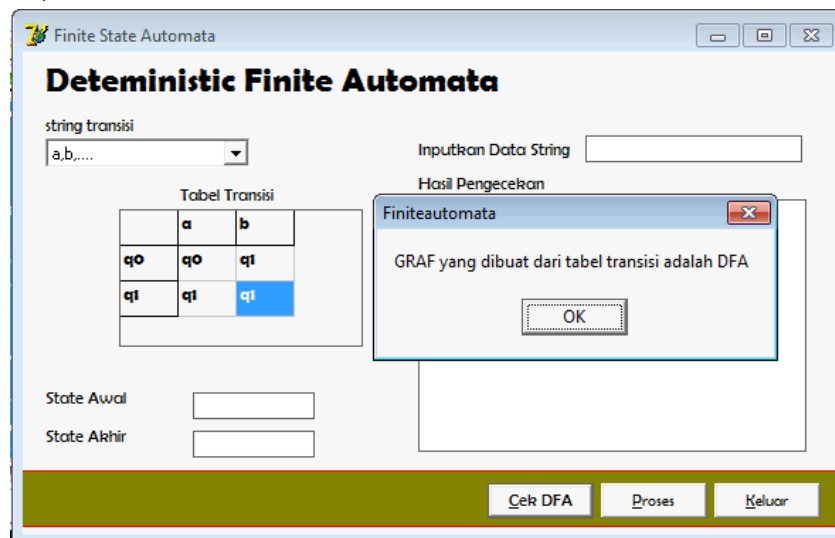 Finite State Automata
Deteministic Finite Automata
string transisi
a,b,....
Inputkan Data String
Hasil Pengecekan
Tabel Transisi
a b
q0 q0 q1
q1 q1 q1
Finiteautomata
GRAF yang dibuat dari tabel transisi adalah DFA
OK
State Awal
State Akhir
Cek DFA Proses Keluar